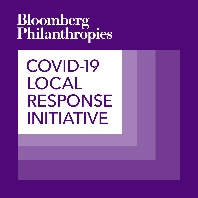 Bloomberg
Philanthropies
COVID-19
LOCAL
RESPONSE
INITIATIVE